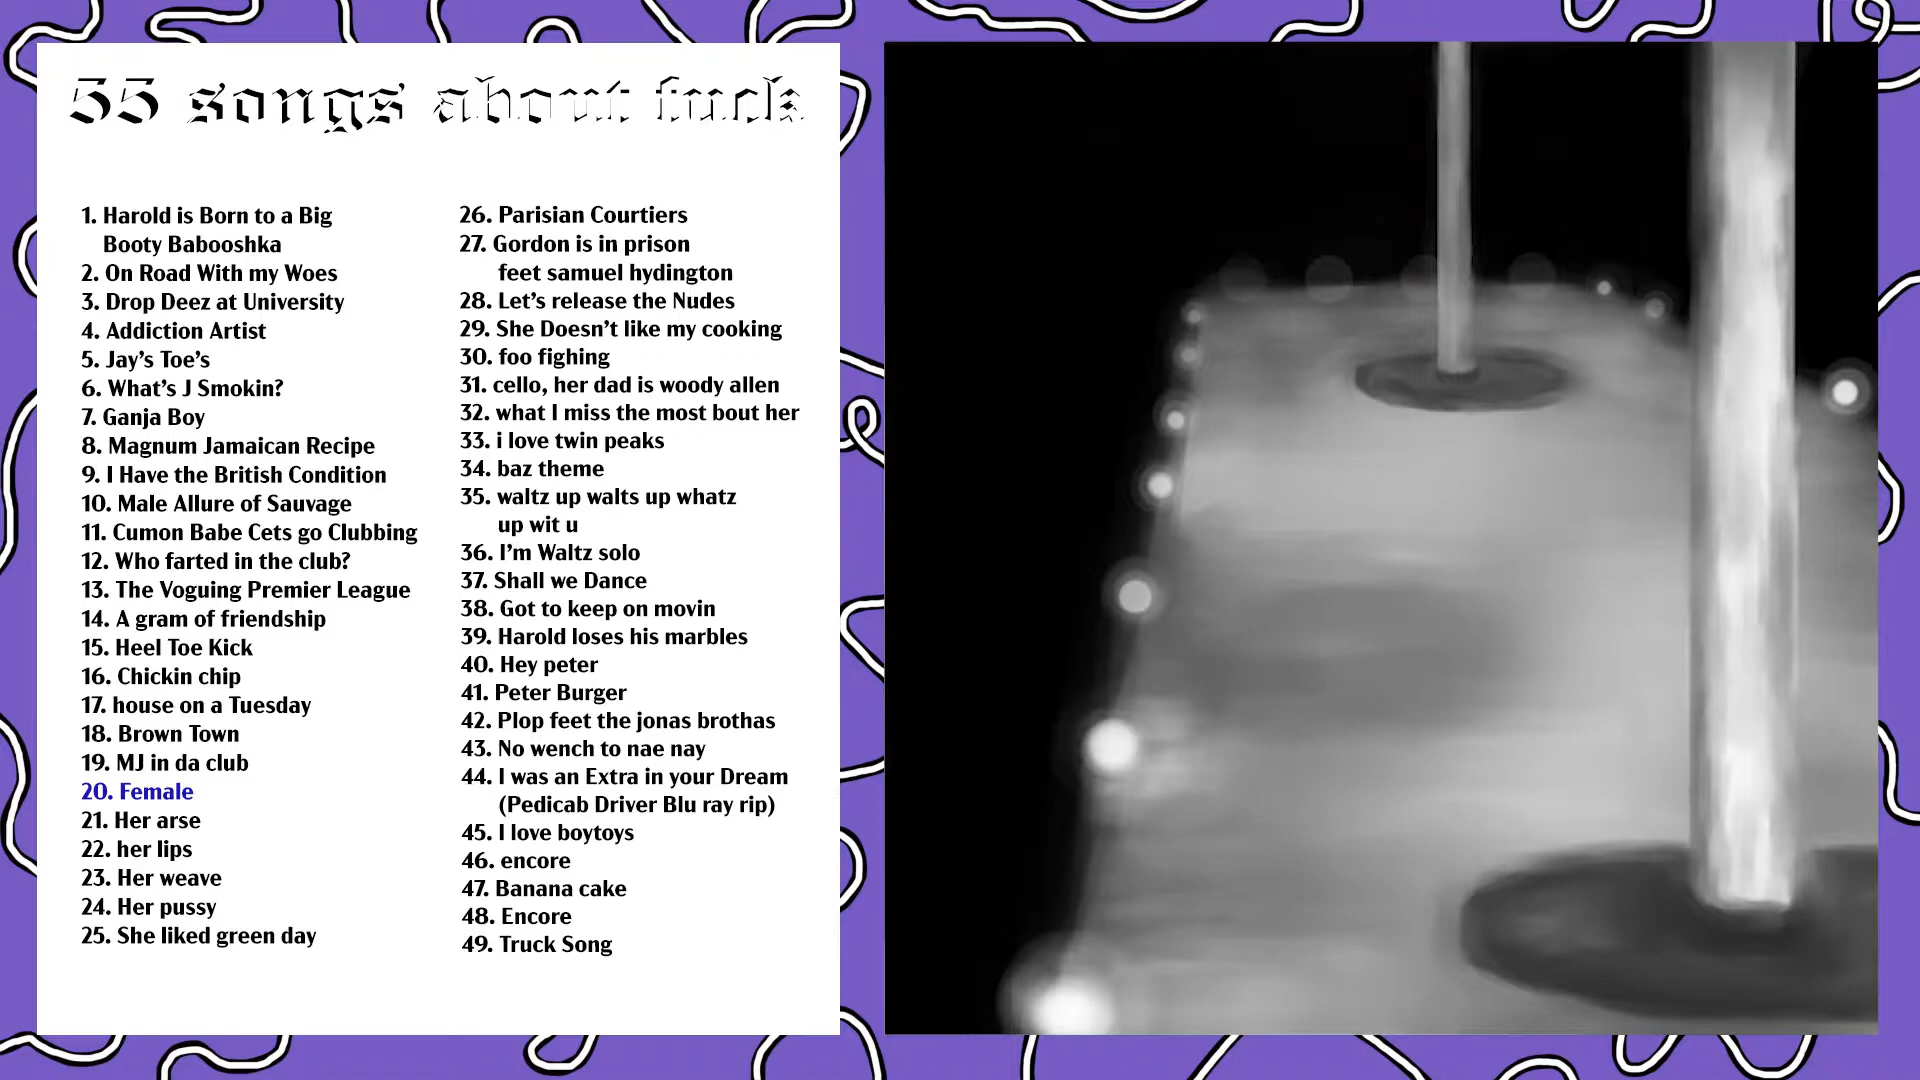 55 songs about fuck
1. Harold is Born to a Big
Booty Babooshka
2. On Road With my Woes
3. Drop Deez at University
4. Addiction Artist
5. Jay’s Toe’s
6. What’s J Smokin?
7. Ganja Boy
8. Magnum Jamaican Recipe
9. I Have the British Condition
10. Male Allure of Sauvage
11. Cumon Babe Cets go Clubbing
12. Who farted in the club?
13. The Voguing Premier League
14. A gram of friendship
15. Heel Toe Kick
16. Chickin chip
17. house on a Tuesday
18. Brown Town
19. MJ in da club
20. Female
21. Her arse
22. her lips
23. Her weave
24. Her pussy
25. She liked green day
26. Parisian Courtiers
27. Gordon is in prison
feet samuel hydington
28. Let’s release the Nudes
29. She Doesn’t like my cooking
30. foo fighing
31. cello, her dad is woody allen
32. what I miss the most bout her
33. i love twin peaks
34. baz theme
35. waltz up walts up whatz
up wit u
36. I’m Waltz solo
37. Shall we Dance
38. Got to keep on movin
39. Harold loses his marbles
40. Hey peter
41. Peter Burger
42. Plop feet the jonas brothas
43. No wench to nae nay
44. I was an Extra in your Dream
(Pedicab Driver Blu ray rip)
45. I love boytoys
46. encore
47. Banana cake
48. Encore
49. Truck Song